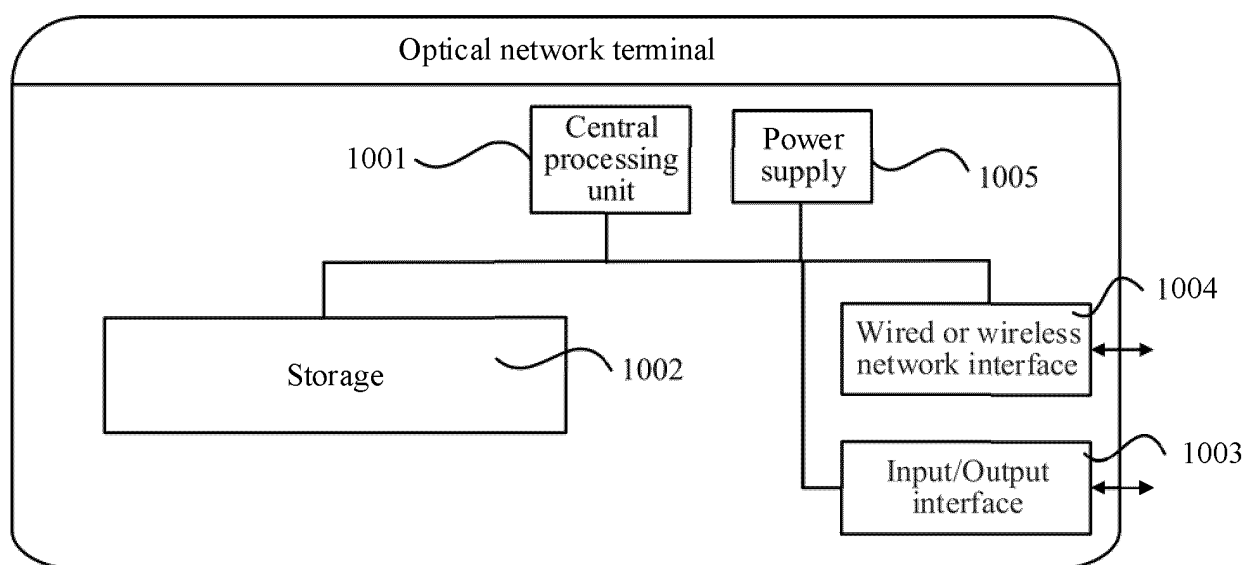 Optical network terminal
1001
Central
processing
unit
Power
supply
1005
1004
Wired or wireless
network interface
Storage
1002
1003
Input/Output
interface